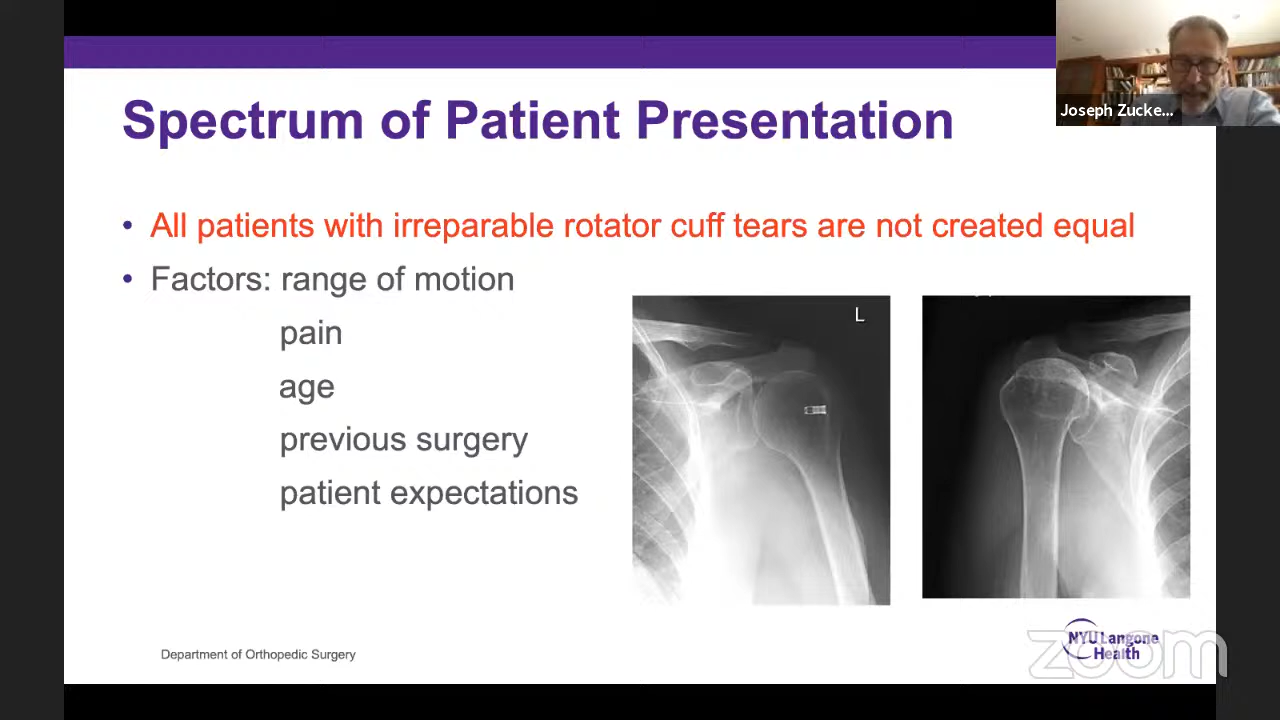 Joseph Zucke...
Spectrum of Patient Presentation
• All patients with irreparable rotator cuff tears are not created equal
• Factors: range of motion
pain
age
previous surgery
patient expectations
L
Department of Orthopedic Surgery
NYU Langone
Health
zoom